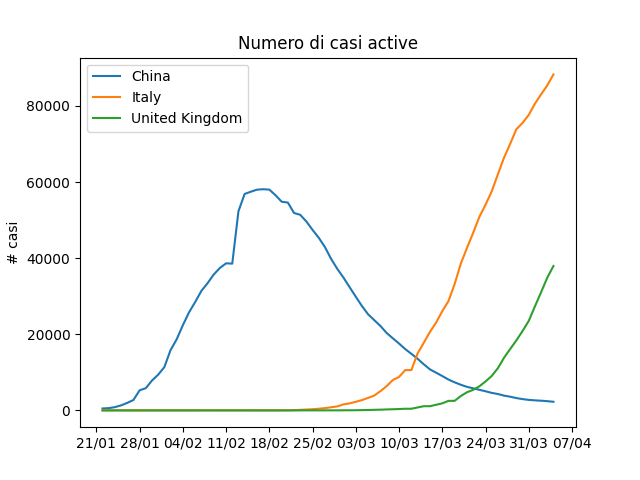 Numero di casi active
China
Italy
United Kingdom
# casi
80000
60000
40000
20000
0
21/01 28/01 04/02 11/02 18/02 25/02 03/03 10/03 17/03 24/03 31/03 07/04